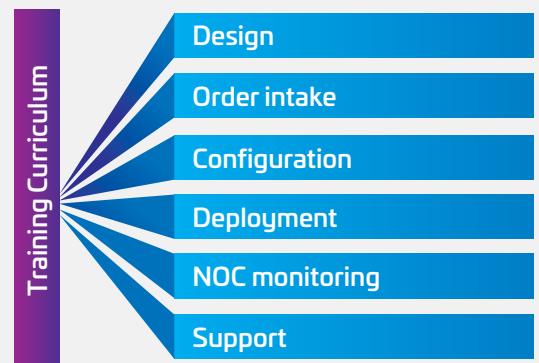 Training Curriculum
Design
Order intake
Configuration
Deployment
NOC monitoring
Support